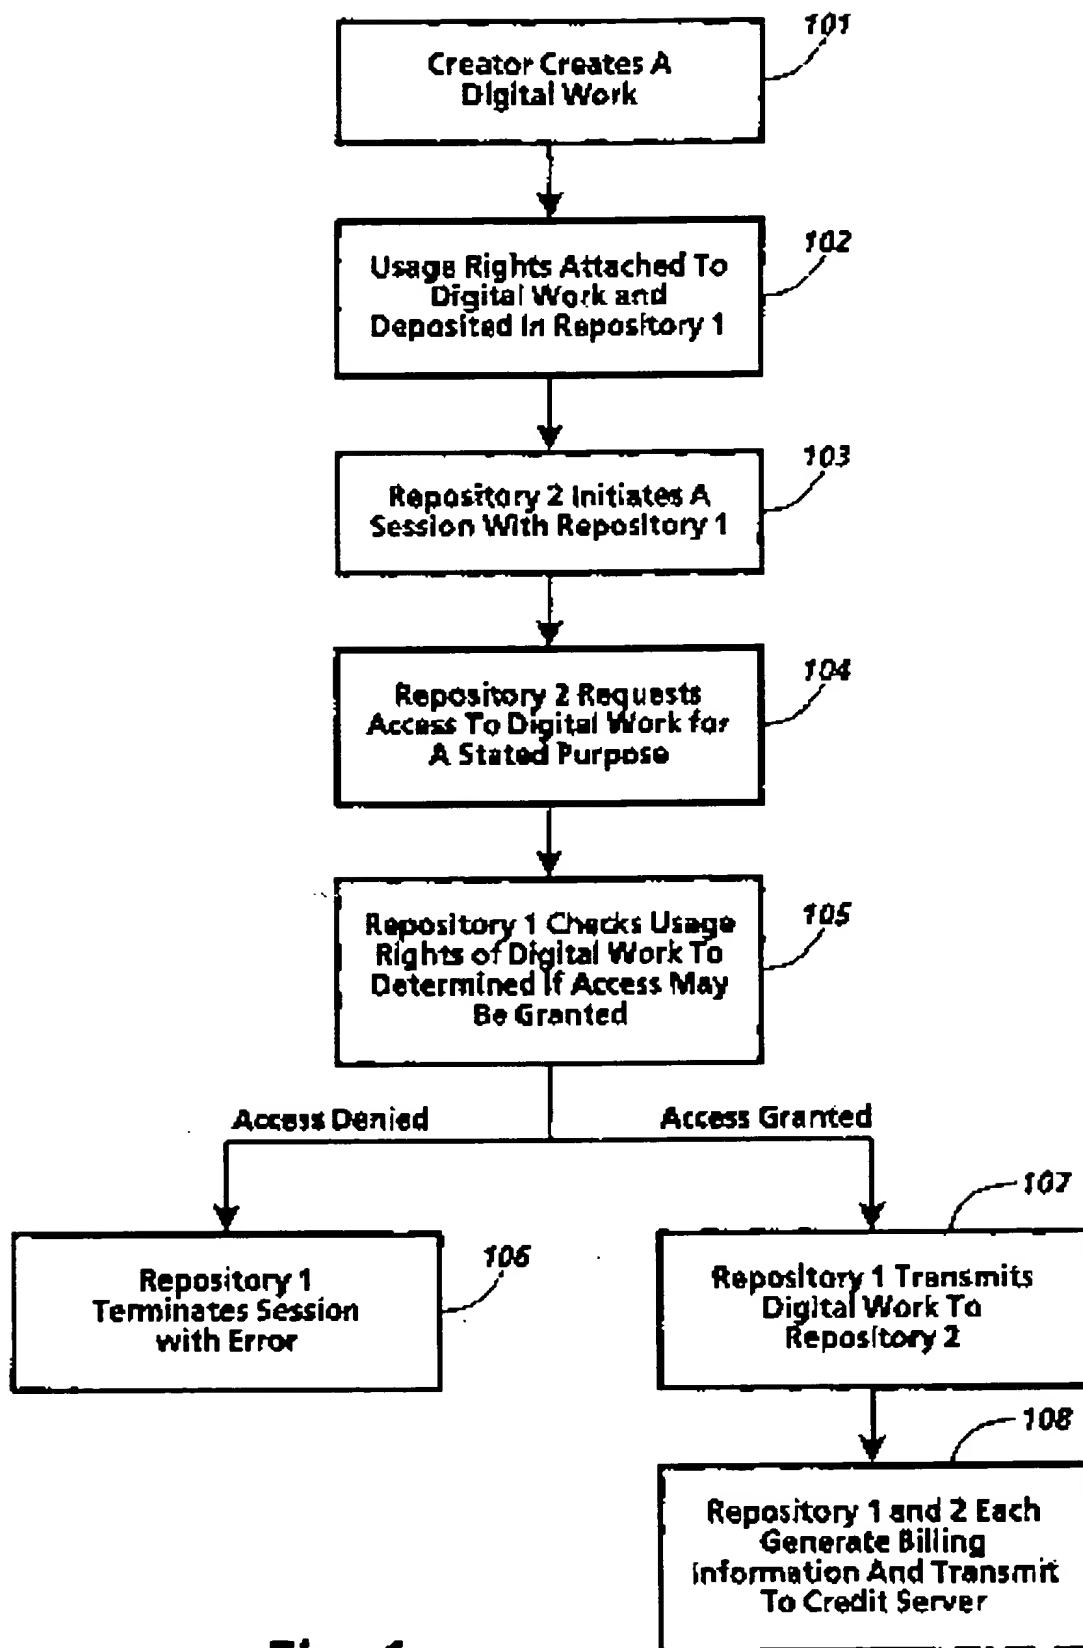 101
Creator Creates A
Digital Work
102
Usage Rights Attached To
Digital Work and
Deposited In Repository 1
103
Repository 2 Initiates A
Session With Repository 1
104
Repository 2 Requests
Access To Digital Work for
A Stated Purpose
105
Repository 1 Checks Usage
Rights of Digital Work To
Determined If Access May
Be Granted
Access Denied
Access Granted
106
Repository 1
Terminates Session
with Error
107
Repository 1 Transmits
Digital Work To
Repository 2
108
Repository 1 and 2 Each
Generate Billing
Information And Transmit
To Credit Server